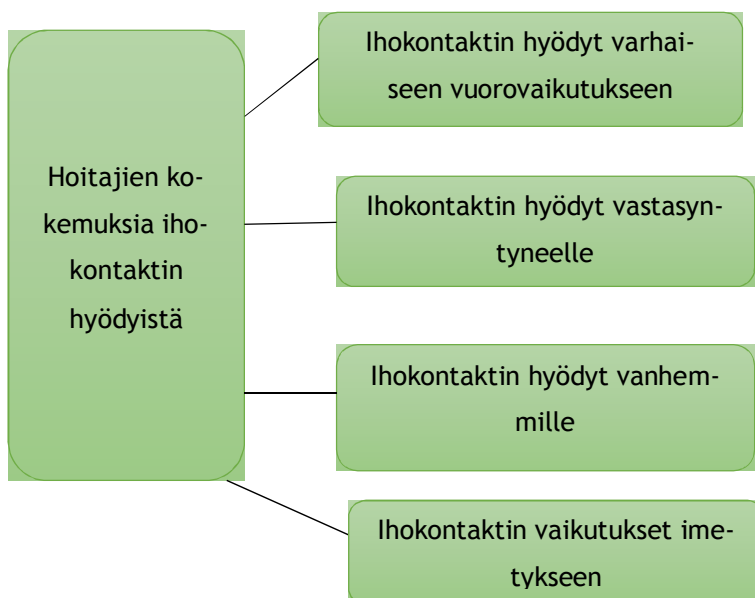 Hoitajien ko-
kemuksia iho-
kontaktin
hyödyistä
Ihokontaktin hyödyt varhai-
seen vuorovaikutukseen
Ihokontaktin hyödyt vastasyn-
tyneelle
Ihokontaktin hyödyt vanhem-
mille
Ihokontaktin vaikutukset ime-
tykseen